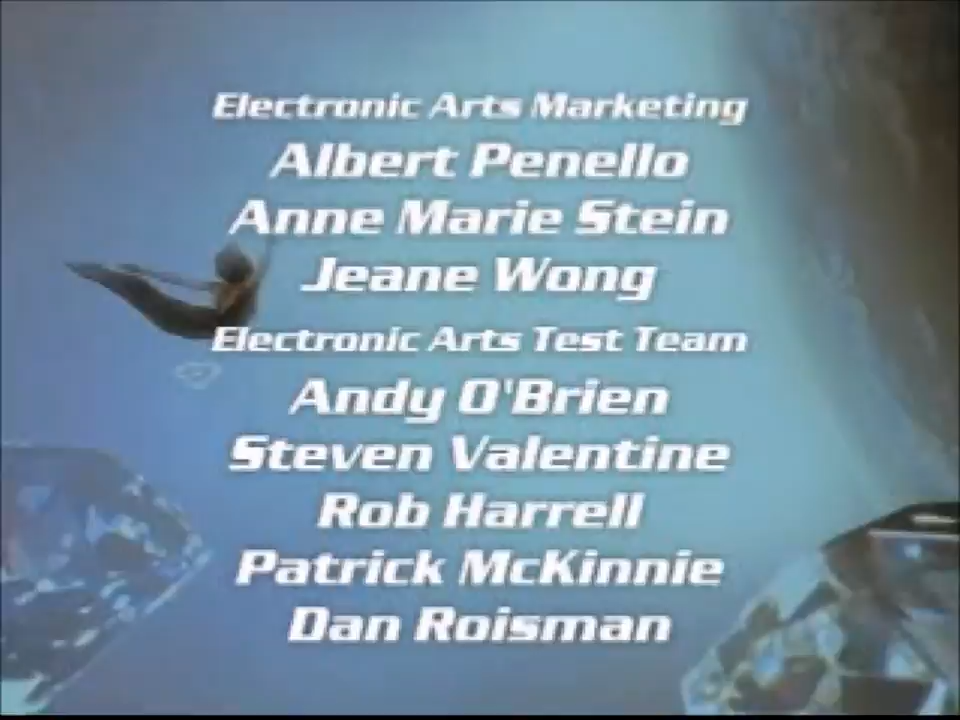 Electronic Arts Marketing
Albert Penello
Anne Marie Stein
Jeane Wong
Electronic Arts Test Team
Andy O'Brien
Steven Valentine
Rob Harrell
Patrick McKinnie
Dan Roisman